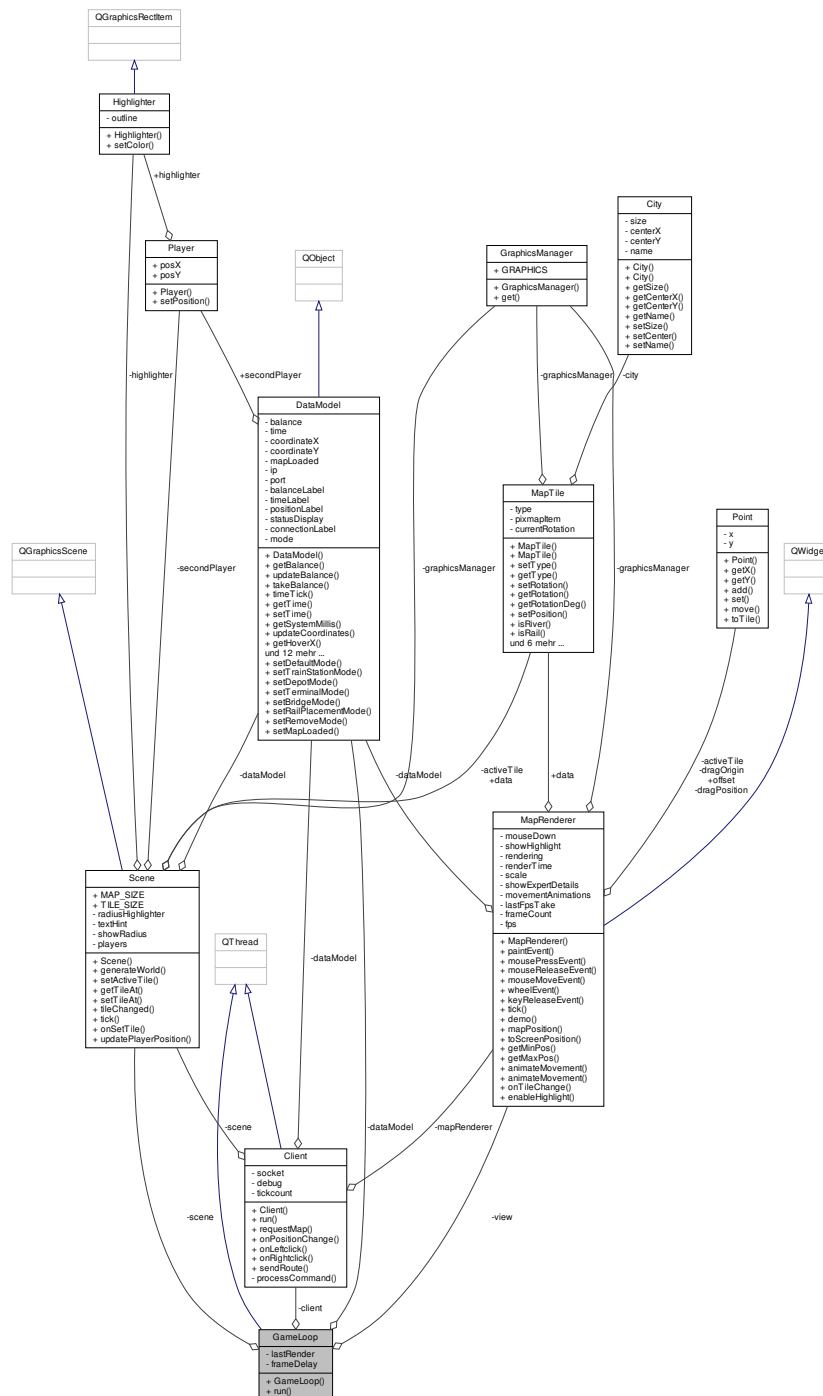 QGraphicsRectItem
Highlighter
- outline
+ Highlighter()
+ setColor()
+highlighter
Player
+ posX
+ posY
+ Player()
+ setPosition()
QObject
GraphicsManager
+ GRAPHICS
+ GraphicsManager()
+ get()
City
- size
- centerX
- centerY
- name
+ City()
+ City()
+ getSize()
+ getCenterX()
+ getCenterY()
+ getName()
+ setSize()
+ setCenter()
+ setName()
-highlighter
+secondPlayer
-graphicsManager
-city
DataModel
- balance
- time
- coordinateX
- coordinateY
- mapLoaded
- ip
- port
- balanceLabel
- timeLabel
- positionLabel
- statusDisplay
- connectionLabel
- mode
+ DataModel()
+ getBalance()
+ updateBalance()
+ takeBalance()
+ timeTick()
+ getTime()
+ setTime()
+ getSystemMillis()
+ updateCoordinates()
+ getHoverX()
und 12 mehr ...
+ setDefaultMode()
+ setTrainStationMode()
+ setDepotMode()
+ setTerminalMode()
+ setBridgeMode()
+ setRailPlacementMode()
+ setRemoveMode()
+ setMapLoaded()
MapTile
- type
- pixmapItem
- currentRotation
+ MapTile()
+ MapTile()
+ setType()
+ getType()
+ setRotation()
+ getRotation()
+ getRotationDeg()
+ setPosition()
+ isRiver()
+ isRail()
und 6 mehr ...
Point
- x
- y
+ Point()
+ getX()
+ getY()
+ add()
+ set()
+ move()
+ toTile()
QGraphicsScene
QWidge
-secondPlayer
-graphicsManager
-graphicsManager
-dataModel
-dataModel
-activeTile
+data
+data
-activeTile
-dragOrigin
+offset
-dragPosition
MapRenderer
- mouseDown
- showHighlight
- rendering
- renderTime
- scale
- showExpertDetails
- movementAnimations
- lastFpsTake
- frameCount
- fps
+ MapRenderer()
+ paintEvent()
+ mousePressEvent()
+ mouseReleaseEvent()
+ mouseMoveEvent()
+ wheelEvent()
+ keyReleaseEvent()
+ tick()
+ demo()
+ mapPosition()
+ toScreenPosition()
+ getMinPos()
+ getMaxPos()
+ animateMovement()
+ animateMovement()
+ onTileChange()
+ enableHighlight()
Scene
+ MAP_SIZE
+ TILE_SIZE
- radiusHighlighter
- textHint
- showRadius
- players
+ Scene()
+ generateWorld()
+ setActiveTile()
+ getTileAt()
+ setTileAt()
+ tileChanged()
+ tick()
+ onSetTile()
+ updatePlayerPosition()
QThread
-dataModel
-scene
-dataModel
-mapRenderer
Client
- socket
- debug
- tickcount
+ Client()
+ run()
+ requestMap()
+ onPositionChange()
+ onLeftclick()
+ onRightclick()
+ sendRoute()
- processCommand()
-scene
-view
-client
GameLoop
- lastRender
- frameDelay
+ GameLoop()
+ run()